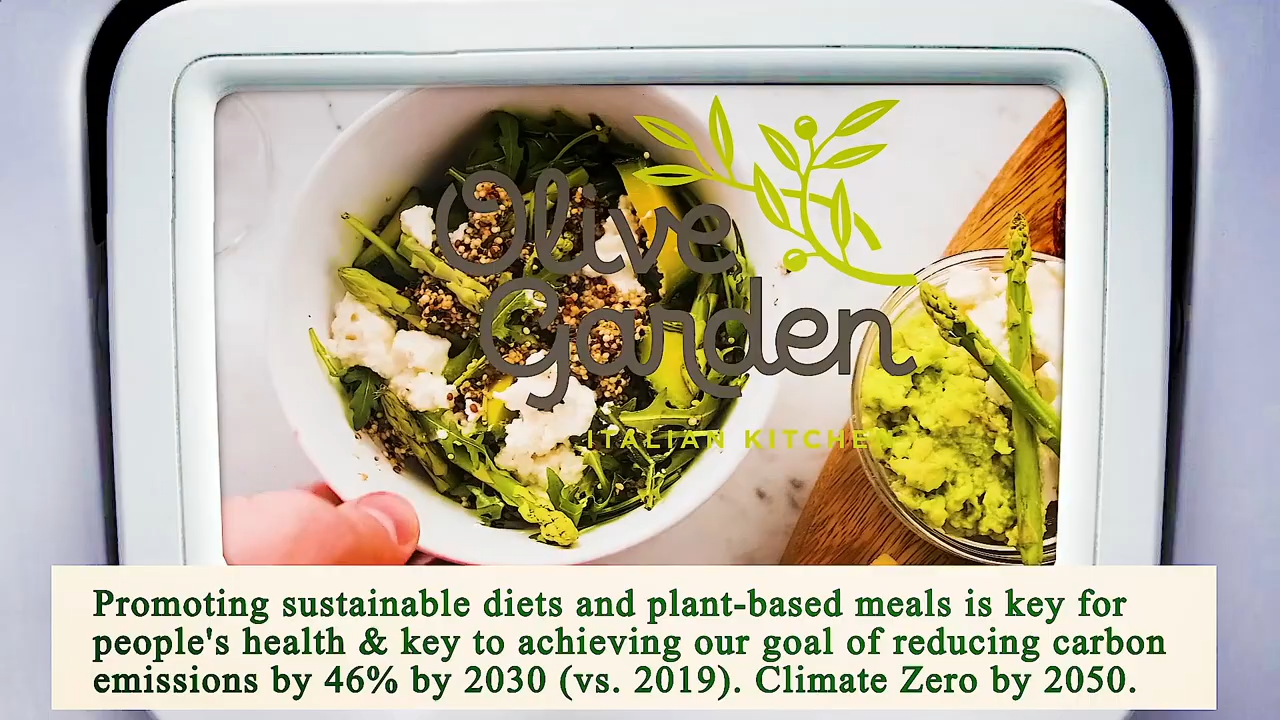 Olive
Garden
ITALIAN KITCHEN
Promoting sustainable diets and plant-based meals is key for
people's health & key to achieving our goal of reducing carbon
emissions by 46% by 2030 (vs. 2019). Climate Zero by 2050.